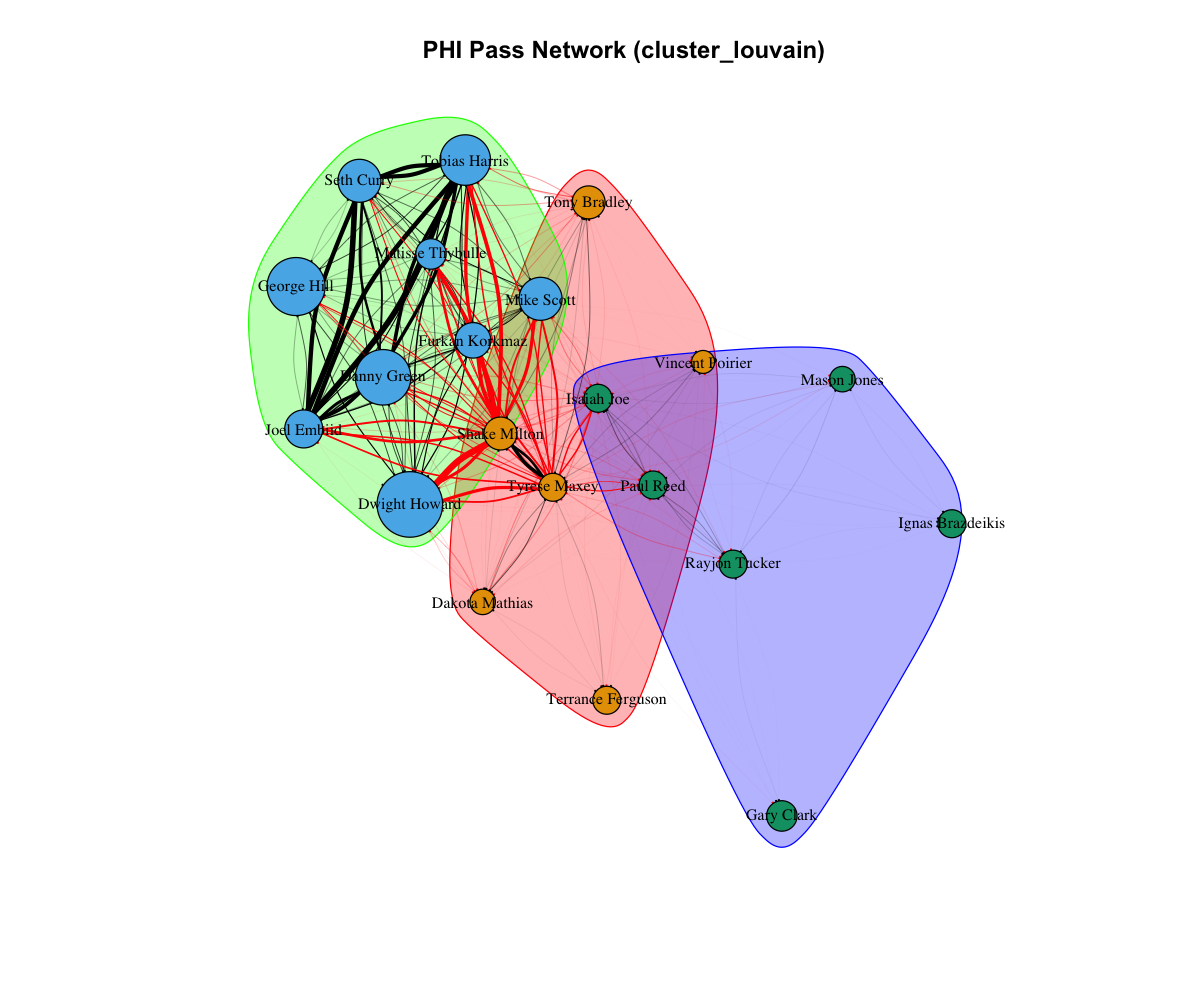 PHI Pass Network (cluster_louvain)
Tobias Harris
Seth Curry
Tony Bradley
Matisse Thybulle
George Hill
Mike Scott
Furkan Korkmaz
Vincent Poirier
Danny Green
Mason Jones
Isaiah Joe
Joel Embiid
Shake Milton
Tyrese Maxey
Paul Reed
Dwight Howard
Ignas Brazdeikis
Rayjon Tucker
Dakota Mathias
Terrance Ferguson
Gary Clark